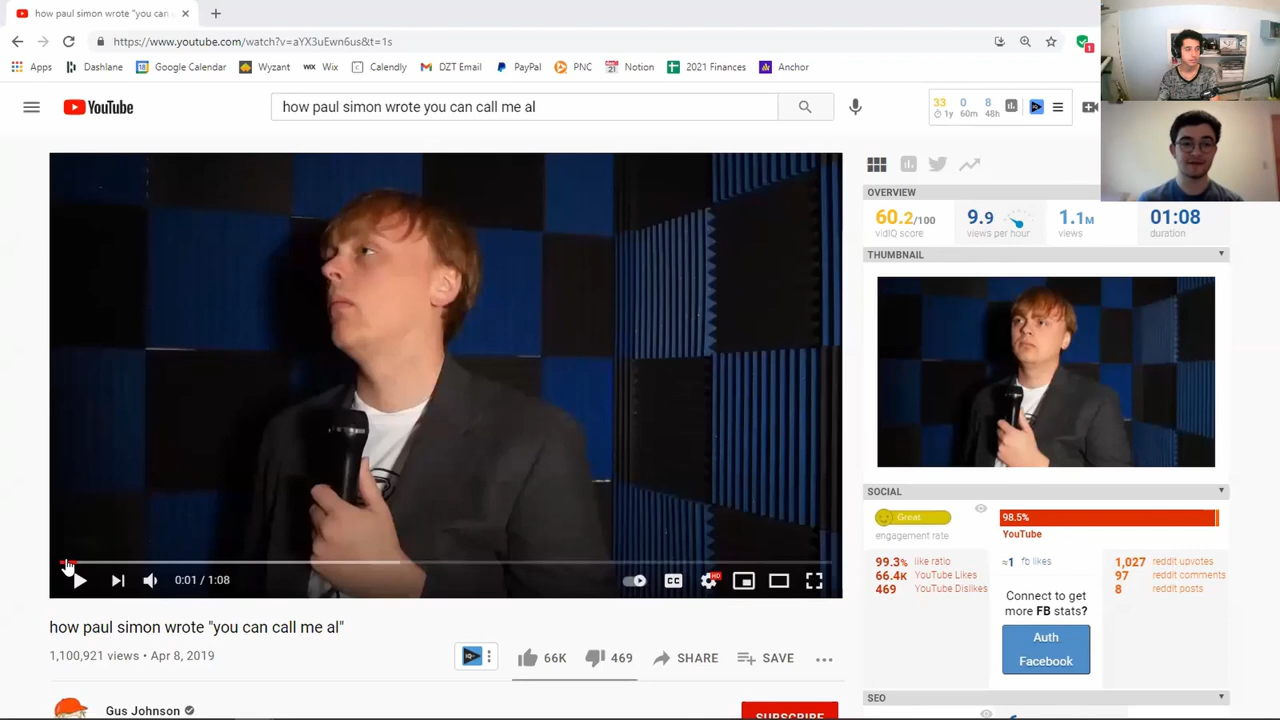 how paul simon wrote "you can
https://www.youtube.com/watch?v=aYX3uEwn6us&t=1s
Apps Dashlane Google Calendar Wyzant Wix Calendly DZT Email PNC Notion 2021 Finances Anchor
YouTube
how paul simon wrote you can call me al
33 0 8
1y 60m 48h
OVERVIEW
60.2/100 9.9 1.1M 01:08
vidIQ score views per hour views duration
THUMBNAIL
0:01 / 1:08
how paul simon wrote "you can call me al"
1,100,921 views • Apr 8, 2019
66K 469 SHARE SAVE
Gus Johnson
SUBSCRIBE
SOCIAL
Great
engagement rate
98.5%
YouTube
99.3% like ratio
66.4K YouTube Likes
469 YouTube Dislikes
≈1 fb likes
Connect to get
more FB stats?
Auth
Facebook
1,027 reddit upvotes
97 reddit comments
8 reddit posts
SEO